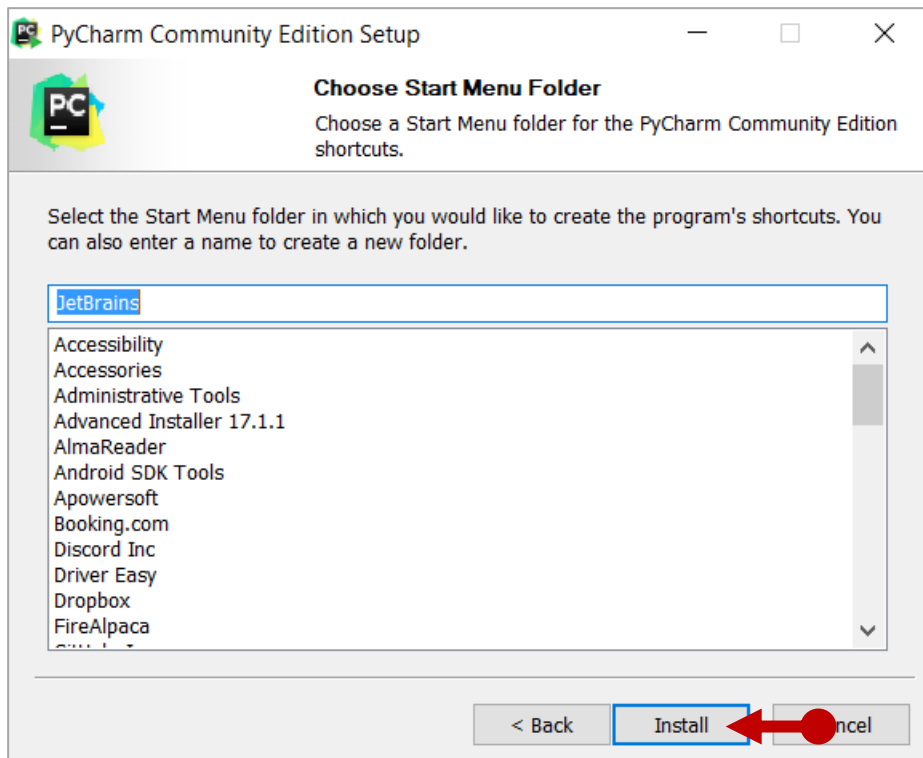 PyCharm Community Edition Setup
PC
Choose Start Menu Folder
Choose a Start Menu folder for the PyCharm Community Edition
shortcuts.
Select the Start Menu folder in which you would like to create the program's shortcuts. You
can also enter a name to create a new folder.
JetBrains
Accessibility
Accessories
Administrative Tools
Advanced Installer 17.1.1
AlmaReader
Android SDK Tools
Apowersoft
Booking.com
Discord Inc
Driver Easy
Dropbox
FireAlpaca
< Back Install